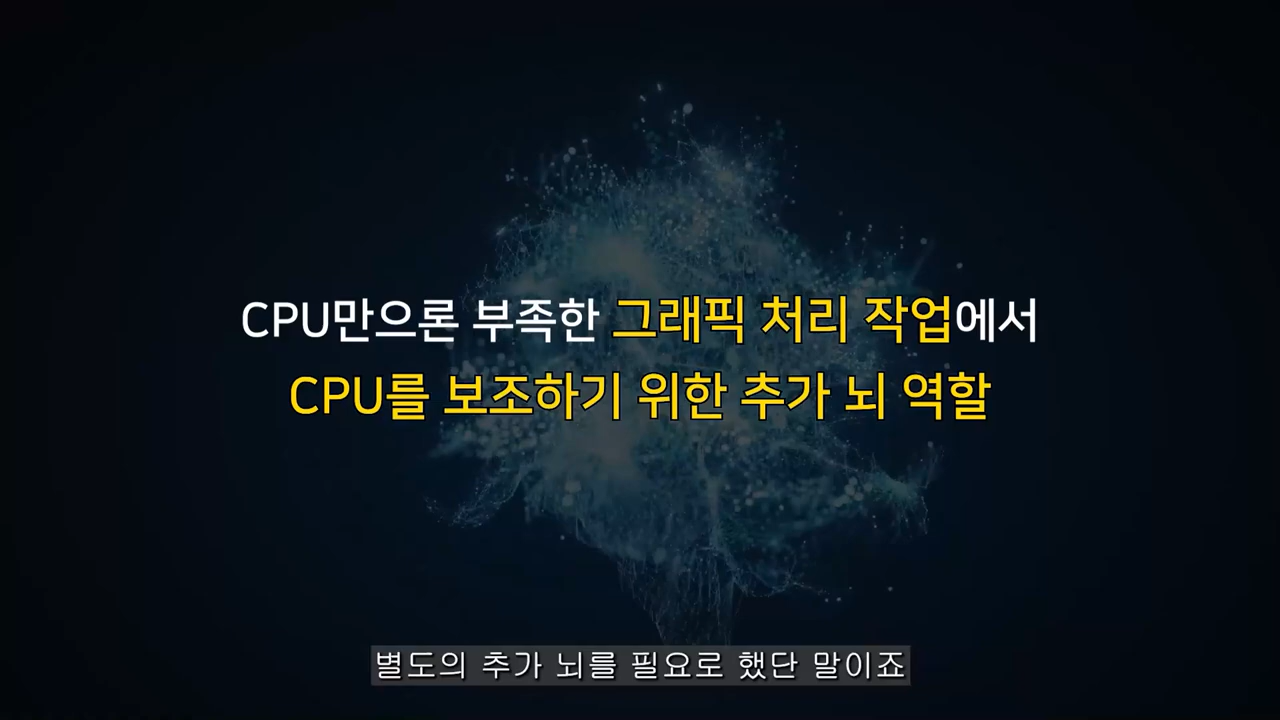 CPU만으론 부족한 그래픽 처리 작업에서
CPU를 보조하기 위한 추가 뇌 역할
별도의 추가 뇌를 필요로 했단 말이죠